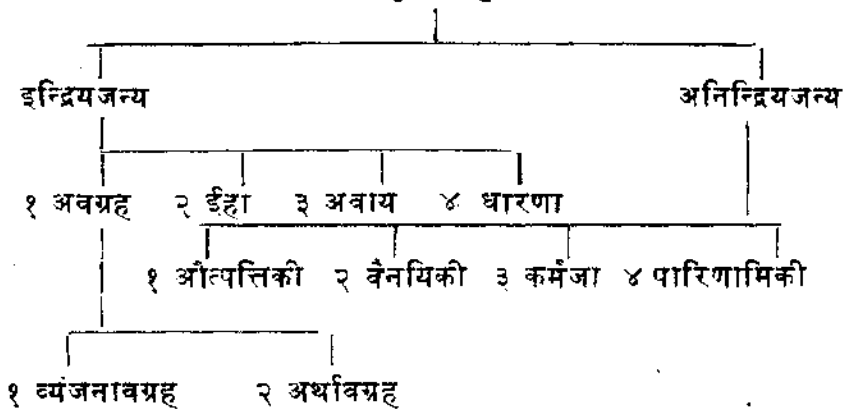 इन्द्रियजन्य अनिन्द्रियजन्य
१ अवग्रह २ ईहा ३ अवाय ४ धारणा
१ औत्पत्तिकी २ वैनयिकी ३ कर्मजा ४ पारिणामिकी
१ व्यंजनावग्रह २ अर्थावग्रह